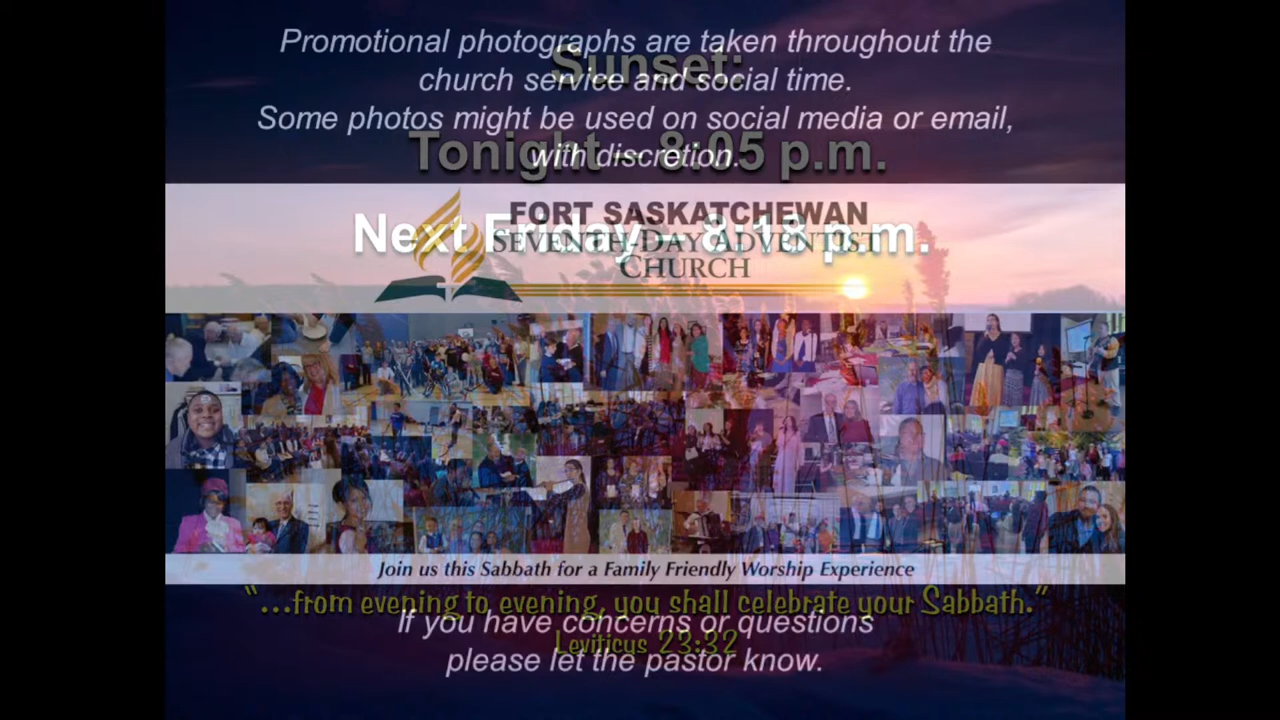 Promotional photographs are taken throughout the
Sunset:
church service and social time.
Some photos might be used on social media or email,
Tonight – 8:05 p.m.
with discretion.
FORT SASKATCHEWAN
Next Friday – 8:18 p.m.
SEVENTH-DAY ADVENTIST
CHURCH
Join us this Sabbath for a Family Friendly Worship Experience
"...from evening to evening, you shall celebrate your Sabbath."
If you have concerns or questions
Leviticus 23:32
please let the pastor know.